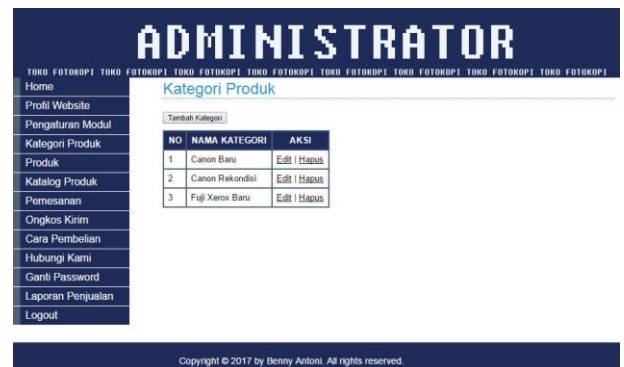 ADMINISTRATOR
TOKO FOTOKOPI TOKO FOTOKOPI TOKO FOTOKOPI TOKO FOTOKOPI TOKO FOTOKOPI TOKO FOTOKOPI TOKO FOTOKOPI TOKO FOTOKOPI
Home
Profil Website
Pengaturan Modul
Kategori Produk
Produk
Katalog Produk
Pemesanan
Ongkos Kirim
Cara Pembelian
Hubungi Kami
Ganti Password
Laporan Penjualan
Logout
Kategori Produk
Tambah Kategori
NO NAMA KATEGORI AKSI
1 Canon Baru Edit | Hapus
2 Canon Rekondisi Edit | Hapus
3 Fuji Xerox Baru Edit | Hapus
Copyright © 2017 by Benny Antoni. All rights reserved.